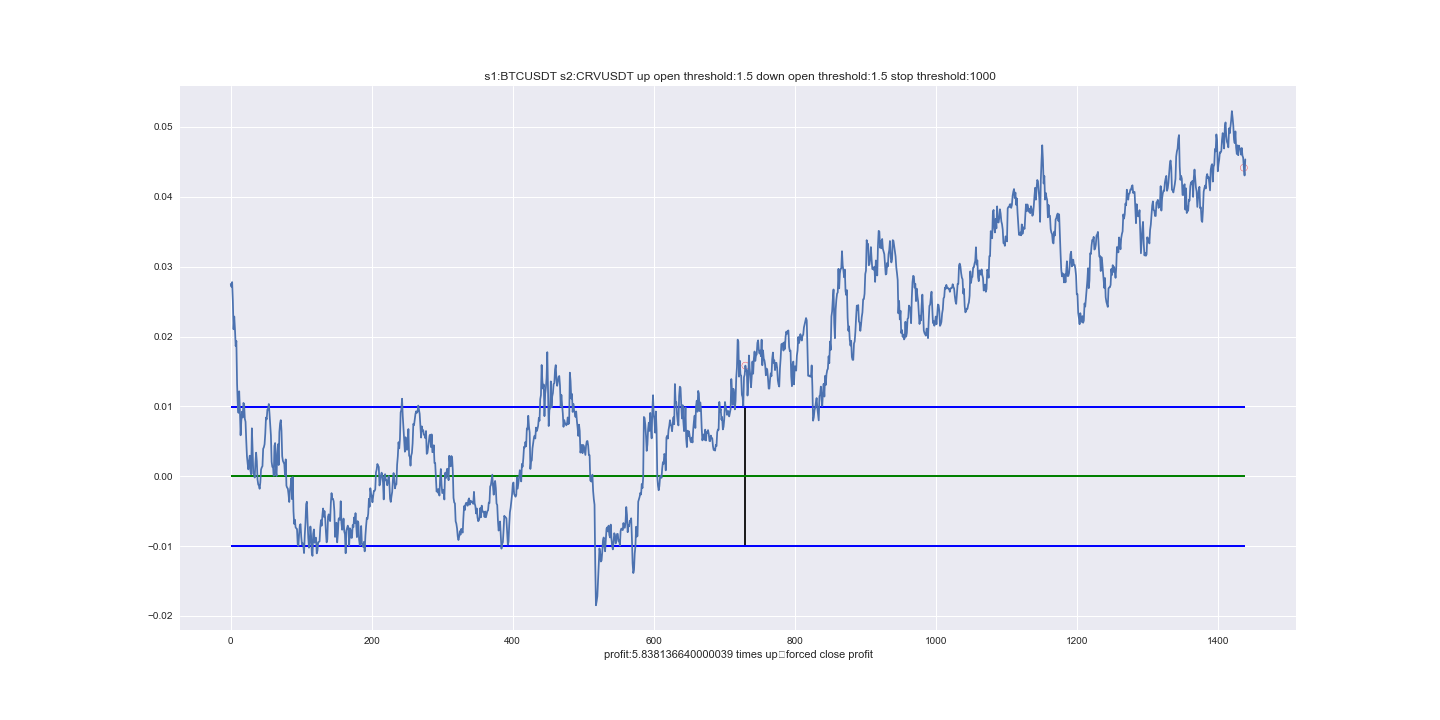 s1:BTCUSDT s2:CRVUSDT up open threshold:1.5 down open threshold:1.5 stop threshold:1000
0.05
0.04
0.03
0.02
0.01
0.00
−0.01
−0.02
0 200 400 600 800 1000 1200 1400
profit:5.838136640000039 times up□forced close profit